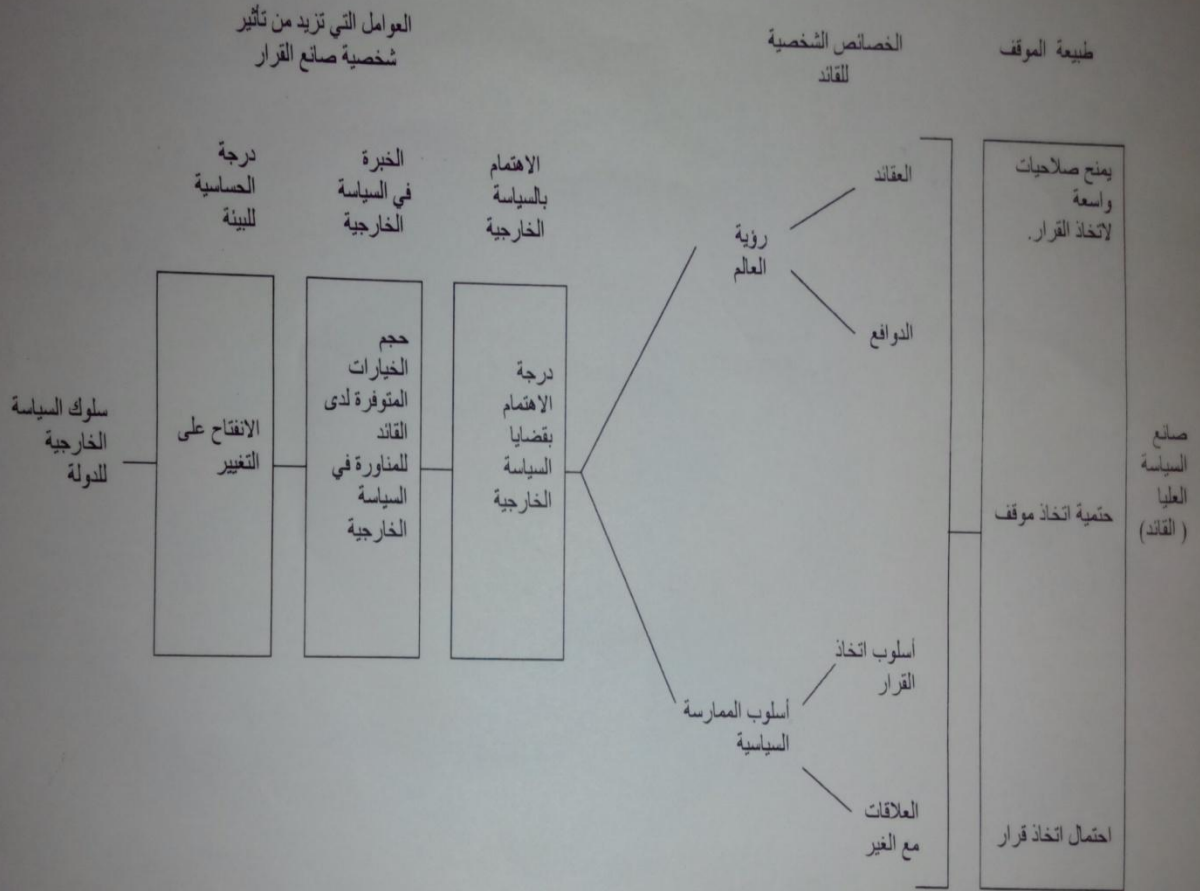 طبيعة الموقف
الخصائص الشخصية
للقائد
العوامل التي تزيد من تأثير
شخصية صانع القرار
صانع
السياسة
العليا
( القائد)
يمنح صلاحيات
واسعة
لاتخاذ القرار.
حتمية اتخاذ موقف
احتمال اتخاذ قرار
العقائد
الدوافع
رؤية
العالم
أسلوب اتخاذ
القرار
العلاقات
مع الغير
أسلوب الممارسة
السياسية
الاهتمام
بالسياسة
الخارجية
درجة
الاهتمام
بقضايا
السياسة
الخارجية
الخبرة
في السياسة
الخارجية
حجم
الخيارات
المتوفرة لدى
القائد
للمناورة في
السياسة
الخارجية
درجة
الحساسية
للبيئة
الانفتاح على
التغيير
سلوك السياسة
الخارجية
للدولة